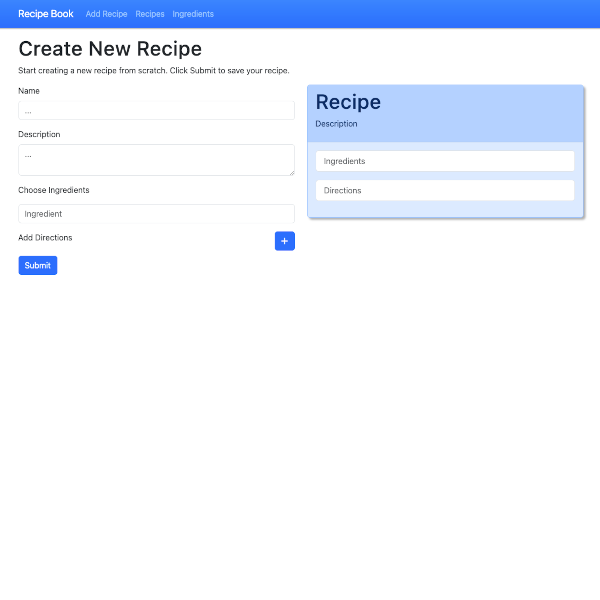 Recipe Book Add Recipe Recipes Ingredients
Create New Recipe
Start creating a new recipe from scratch. Click Submit to save your recipe.
Name
...
Description
...
Choose Ingredients
Ingredient
Add Directions
+
Submit
Recipe
Description
Ingredients
Directions